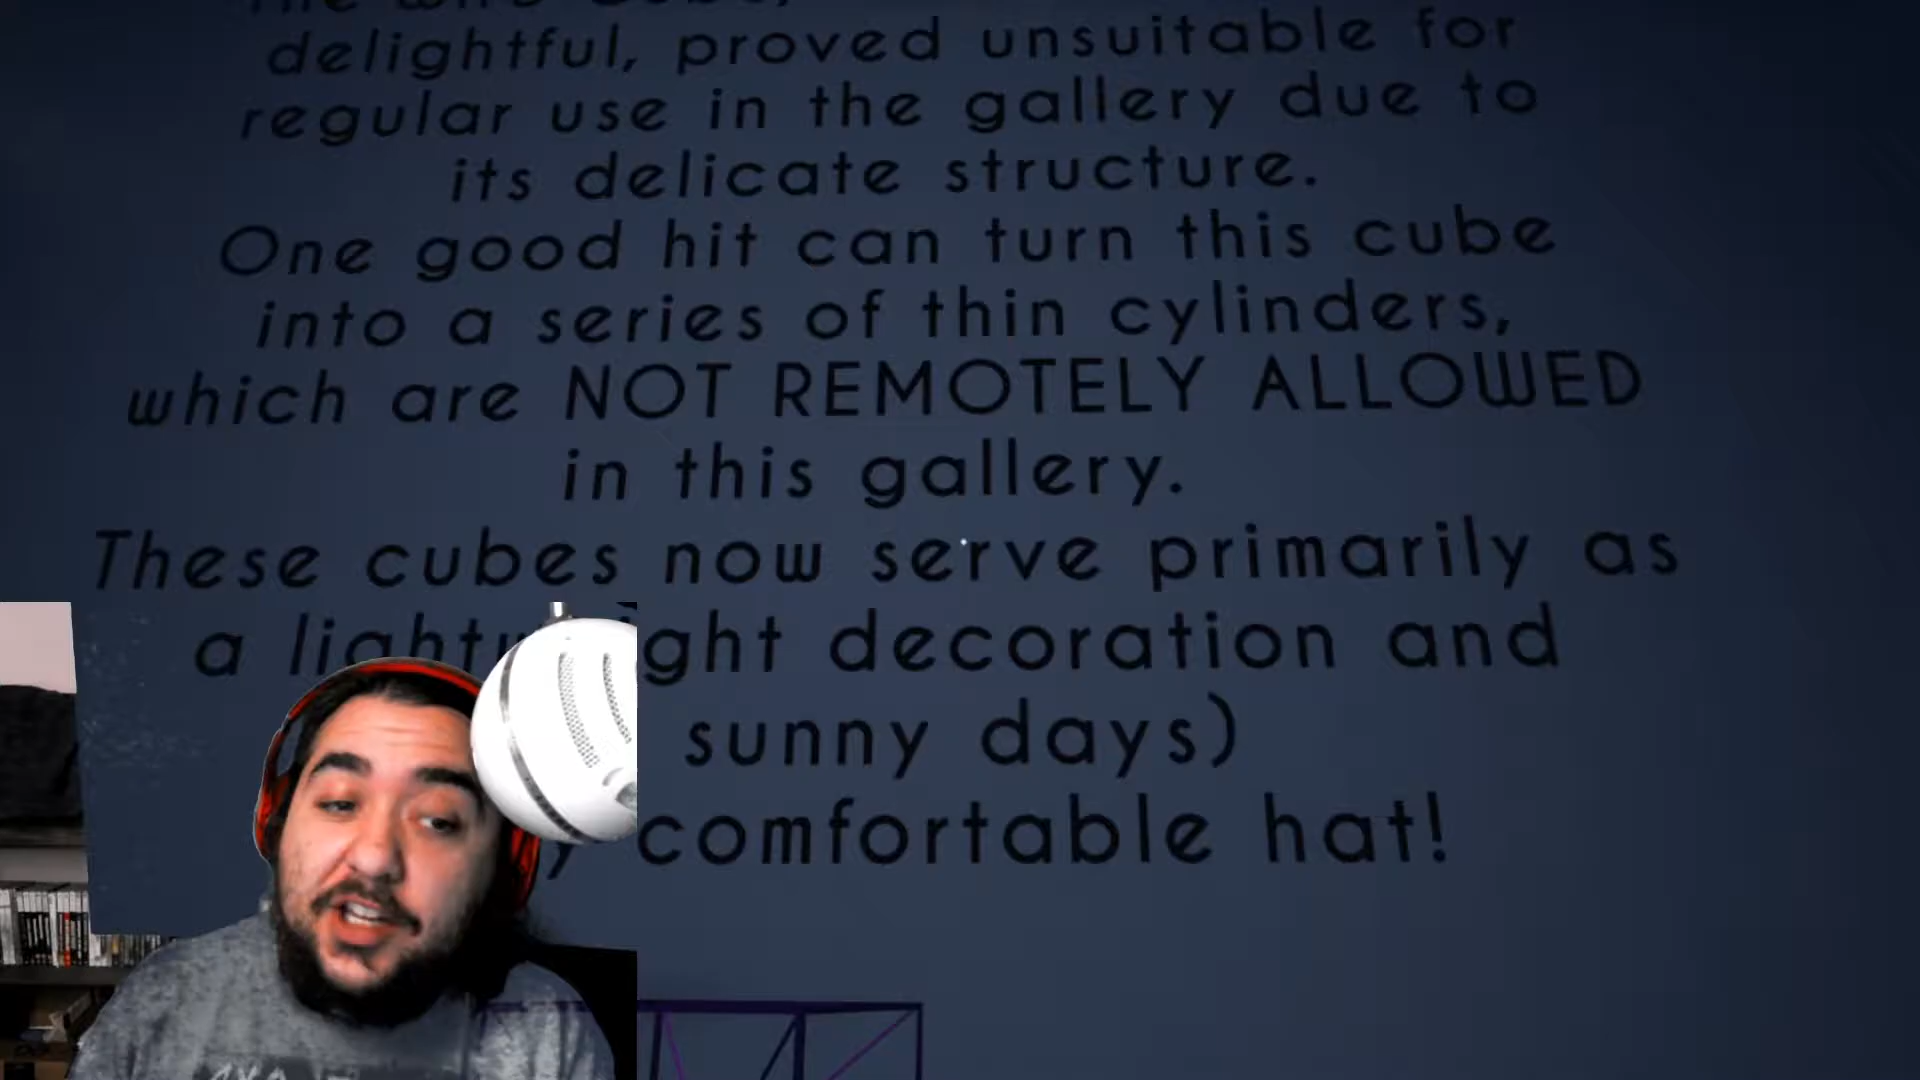 delightful, proved unsuitable for
regular use in the gallery due to
its delicate structure.
One good hit can turn this cube
into a series of thin cylinders,
which are NOT REMOTELY ALLOWED
in this gallery.
These cubes now serve primarily as
a decoration and
sunny days)
comfortable hat!